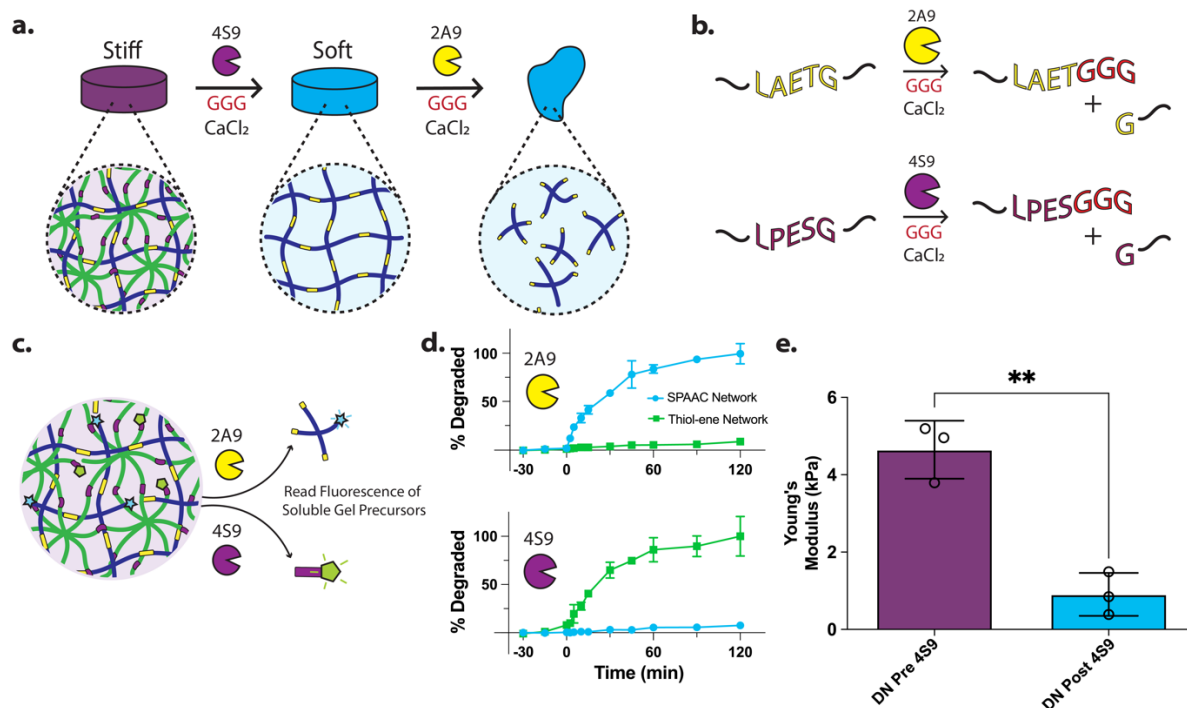 a.
Stiff
4S9
GGG
CaCl₂
Soft
2A9
GGG
CaCl₂
b.
LAETG
2A9
GGG
CaCl₂
LAETGGG
+
G
LPESG
4S9
GGG
CaCl₂
LPESGGG
+
G
c.
2A9
4S9
Read Fluorescence of
Soluble Gel Precursors
d.
2A9
% Degraded
100
50
-30
0
60
120
SPAAC Network
Thiol-ene Network
4S9
% Degraded
100
50
-30
0
60
120
Time (min)
e.
**
Young's
Modulus (kPa)
6
4
2
0
DN Pre 4S9
DN Post 4S9